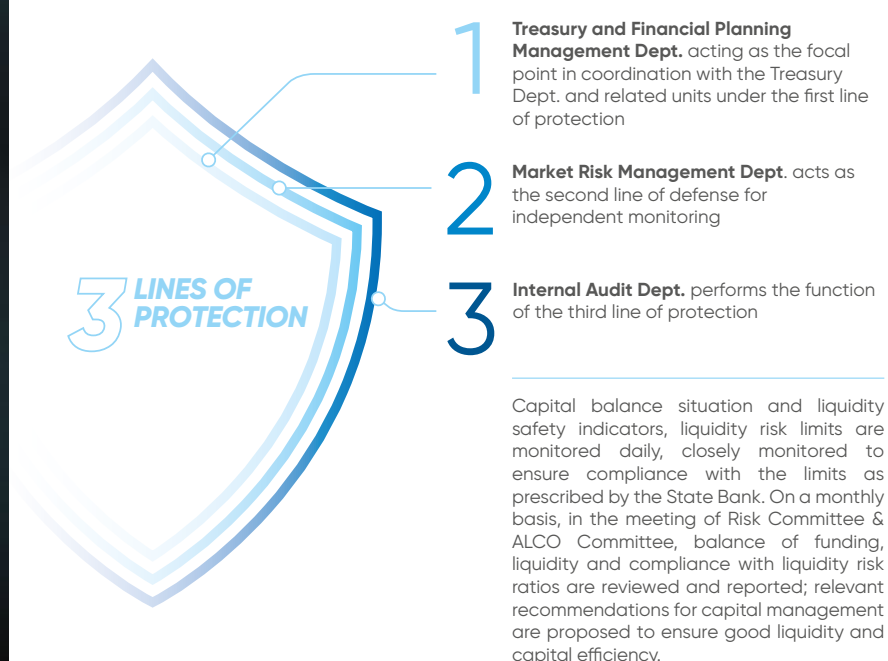 3 LINES OF
PROTECTION
1
Treasury and Financial Planning
Management Dept. acting as the focal
point in coordination with the Treasury
Dept. and related units under the first line
of protection
2
Market Risk Management Dept. acts as
the second line of defense for
independent monitoring
3
Internal Audit Dept. performs the function
of the third line of protection
Capital balance situation and liquidity
safety indicators, liquidity risk limits are
monitored daily, closely monitored to
ensure compliance with the limits as
prescribed by the State Bank. On a monthly
basis, in the meeting of Risk Committee &
ALCO Committee, balance of funding,
liquidity and compliance with liquidity risk
ratios are reviewed and reported; relevant
recommendations for capital management
are proposed to ensure good liquidity and
capital efficiency.